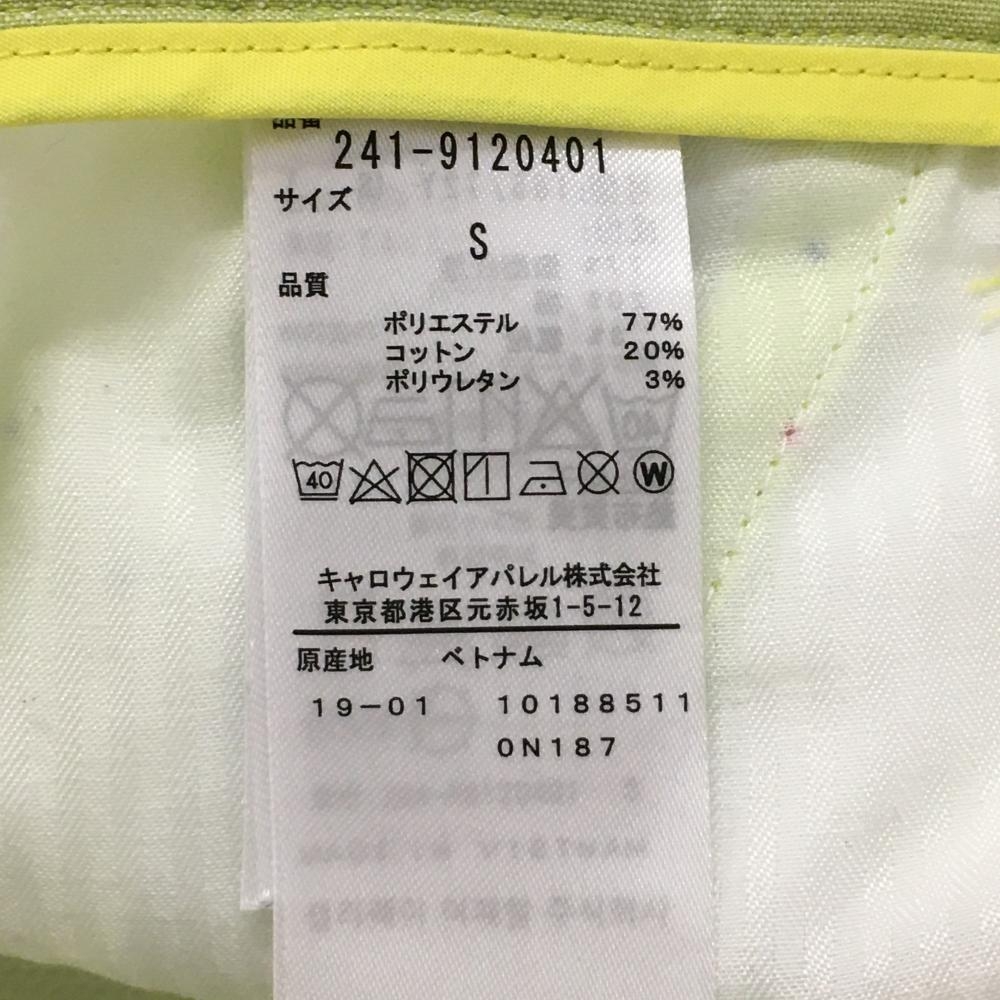 品番
241-9120401
サイズ
S
品質
ポリエステル 77%
コットン 20%
ポリウレタン 3%
40
W
キャロウェイアパレル株式会社
東京都港区元赤坂1-5-12
原産地 ベトナム
19-01 10188511
0N187